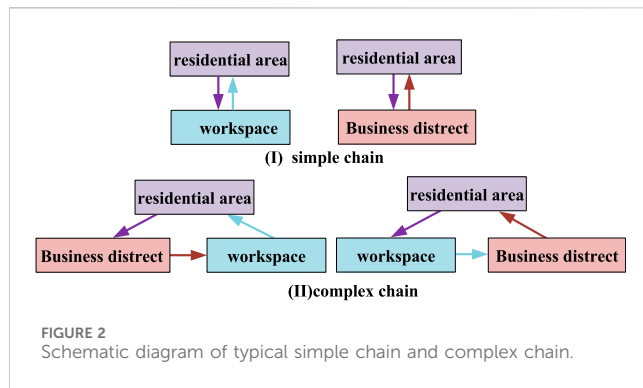 residential area
residential area
workspace
Business distrect
(I) simple chain
residential area
residential area
Business distrect
workspace
workspace
Business distrect
(II)complex chain
FIGURE 2
Schematic diagram of typical simple chain and complex chain.